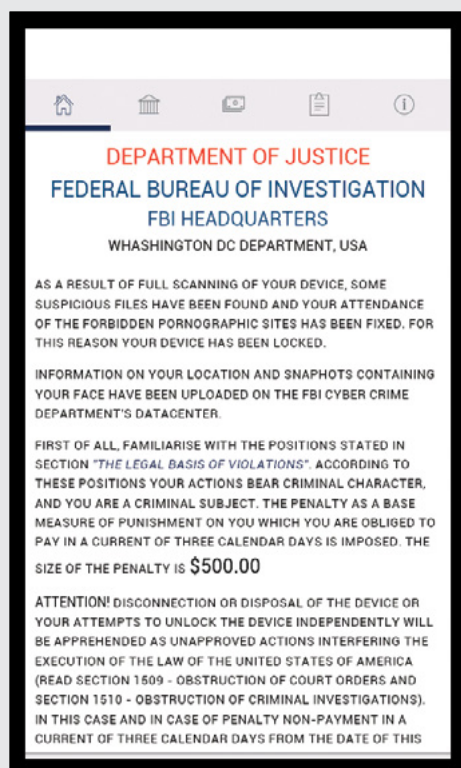 DEPARTMENT OF JUSTICE
FEDERAL BUREAU OF INVESTIGATION
FBI HEADQUARTERS
WHASHINGTON DC DEPARTMENT, USA
AS A RESULT OF FULL SCANNING OF YOUR DEVICE, SOME
SUSPICIOUS FILES HAVE BEEN FOUND AND YOUR ATTENDANCE
OF THE FORBIDDEN PORNOGRAPHIC SITES HAS BEEN FIXED. FOR
THIS REASON YOUR DEVICE HAS BEEN LOCKED.
INFORMATION ON YOUR LOCATION AND SNAPHOTS CONTAINING
YOUR FACE HAVE BEEN UPLOADED ON THE FBI CYBER CRIME
DEPARTMENT'S DATACENTER.
FIRST OF ALL, FAMILIARISE WITH THE POSITIONS STATED IN
SECTION "THE LEGAL BASIS OF VIOLATIONS". ACCORDING TO
THESE POSITIONS YOUR ACTIONS BEAR CRIMINAL CHARACTER,
AND YOU ARE A CRIMINAL SUBJECT. THE PENALTY AS A BASE
MEASURE OF PUNISHMENT ON YOU WHICH YOU ARE OBLIGED TO
PAY IN A CURRENT OF THREE CALENDAR DAYS IS IMPOSED. THE
SIZE OF THE PENALTY IS $500.00
ATTENTION! DISCONNECTION OR DISPOSAL OF THE DEVICE OR
YOUR ATTEMPTS TO UNLOCK THE DEVICE INDEPENDENTLY WILL
BE APPREHENDED AS UNAPPROVED ACTIONS INTERFERING THE
EXECUTION OF THE LAW OF THE UNITED STATES OF AMERICA
(READ SECTION 1509 - OBSTRUCTION OF COURT ORDERS AND
SECTION 1510 - OBSTRUCTION OF CRIMINAL INVESTIGATIONS).
IN THIS CASE AND IN CASE OF PENALTY NON-PAYMENT IN A
CURRENT OF THREE CALENDAR DAYS FROM THE DATE OF THIS